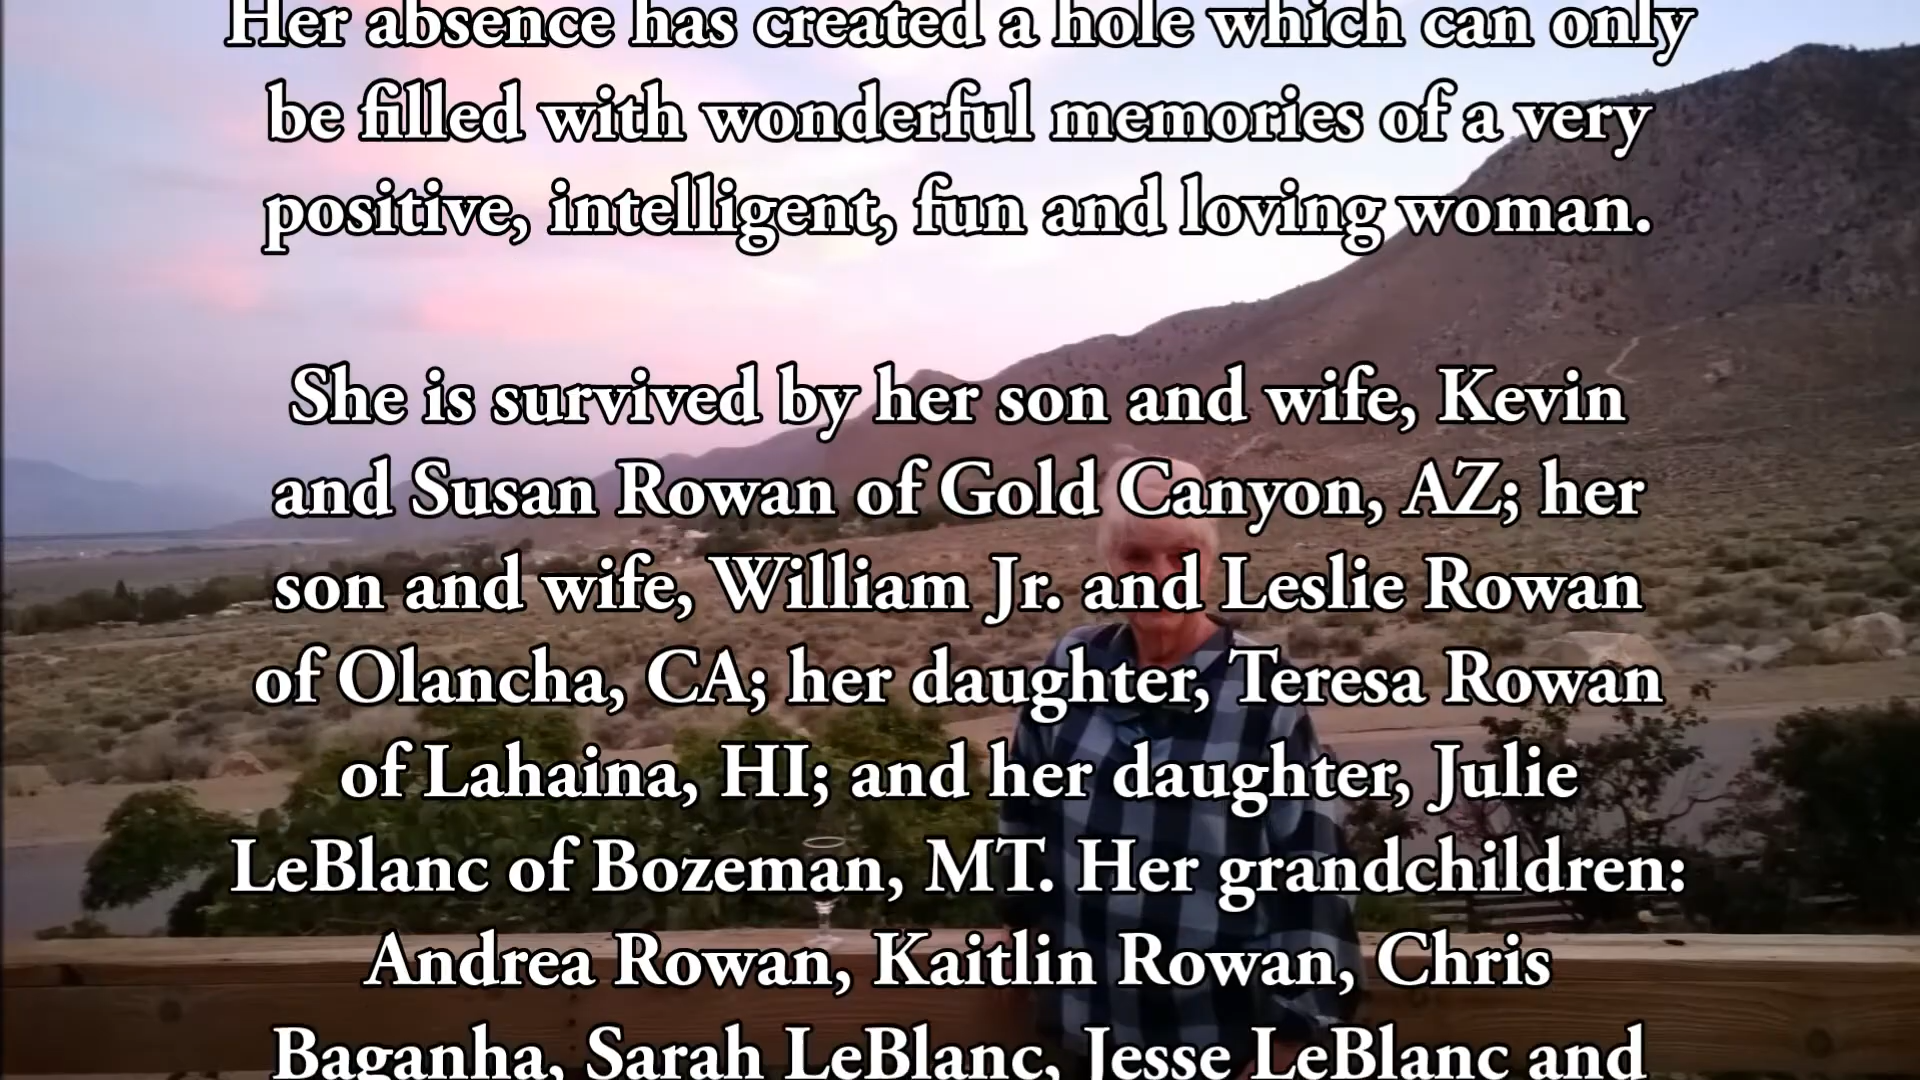 Her absence has created a hole which can only
be filled with wonderful memories of a very
positive, intelligent, fun and loving woman.
She is survived by her son and wife, Kevin
and Susan Rowan of Gold Canyon, AZ; her
son and wife, William Jr. and Leslie Rowan
of Olancha, CA; her daughter, Teresa Rowan
of Lahaina, HI; and her daughter, Julie
LeBlanc of Bozeman, MT. Her grandchildren:
Andrea Rowan, Kaitlin Rowan, Chris
Baganha, Sarah LeBlanc, Jesse LeBlanc and